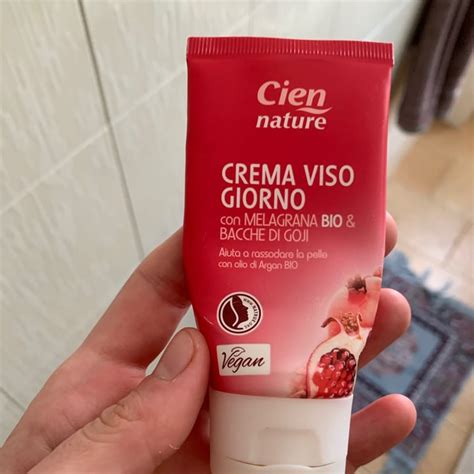 Cien
nature
CREMA VISO
GIORNO
con MELAGRANA BIO &
BACCHE DI GOJI
Aiuta a rassodare la pelle
con olio di Argan BIO
Vegan